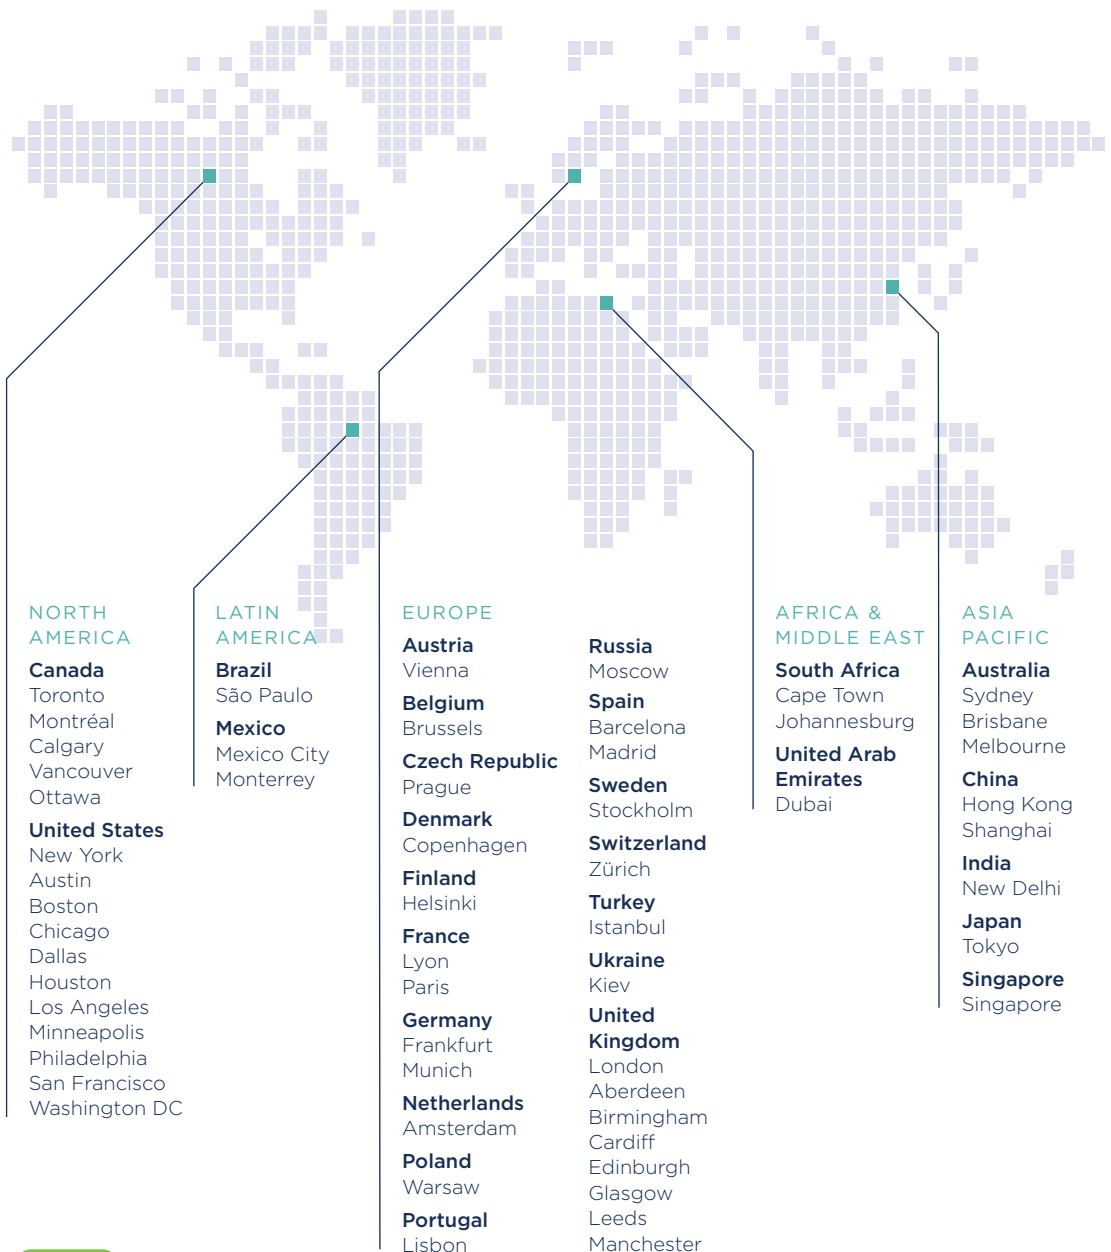 NORTH
AMERICA
Canada
Toronto
Montréal
Calgary
Vancouver
Ottawa
United States
New York
Austin
Boston
Chicago
Dallas
Houston
Los Angeles
Minneapolis
Philadelphia
San Francisco
Washington DC
LATIN
AMERICA
Brazil
São Paulo
Mexico
Mexico City
Monterrey
EUROPE
Austria
Vienna
Belgium
Brussels
Czech Republic
Prague
Denmark
Copenhagen
Finland
Helsinki
France
Lyon
Paris
Germany
Frankfurt
Munich
Netherlands
Amsterdam
Poland
Warsaw
Portugal
Lisbon
Russia
Moscow
Spain
Barcelona
Madrid
Sweden
Stockholm
Switzerland
Zürich
Turkey
Istanbul
Ukraine
Kiev
United
Kingdom
London
Aberdeen
Birmingham
Cardiff
Edinburgh
Glasgow
Leeds
Manchester
AFRICA &
MIDDLE EAST
South Africa
Cape Town
Johannesburg
United Arab
Emirates
Dubai
ASIA
PACIFIC
Australia
Sydney
Brisbane
Melbourne
China
Hong Kong
Shanghai
India
New Delhi
Japan
Tokyo
Singapore
Singapore